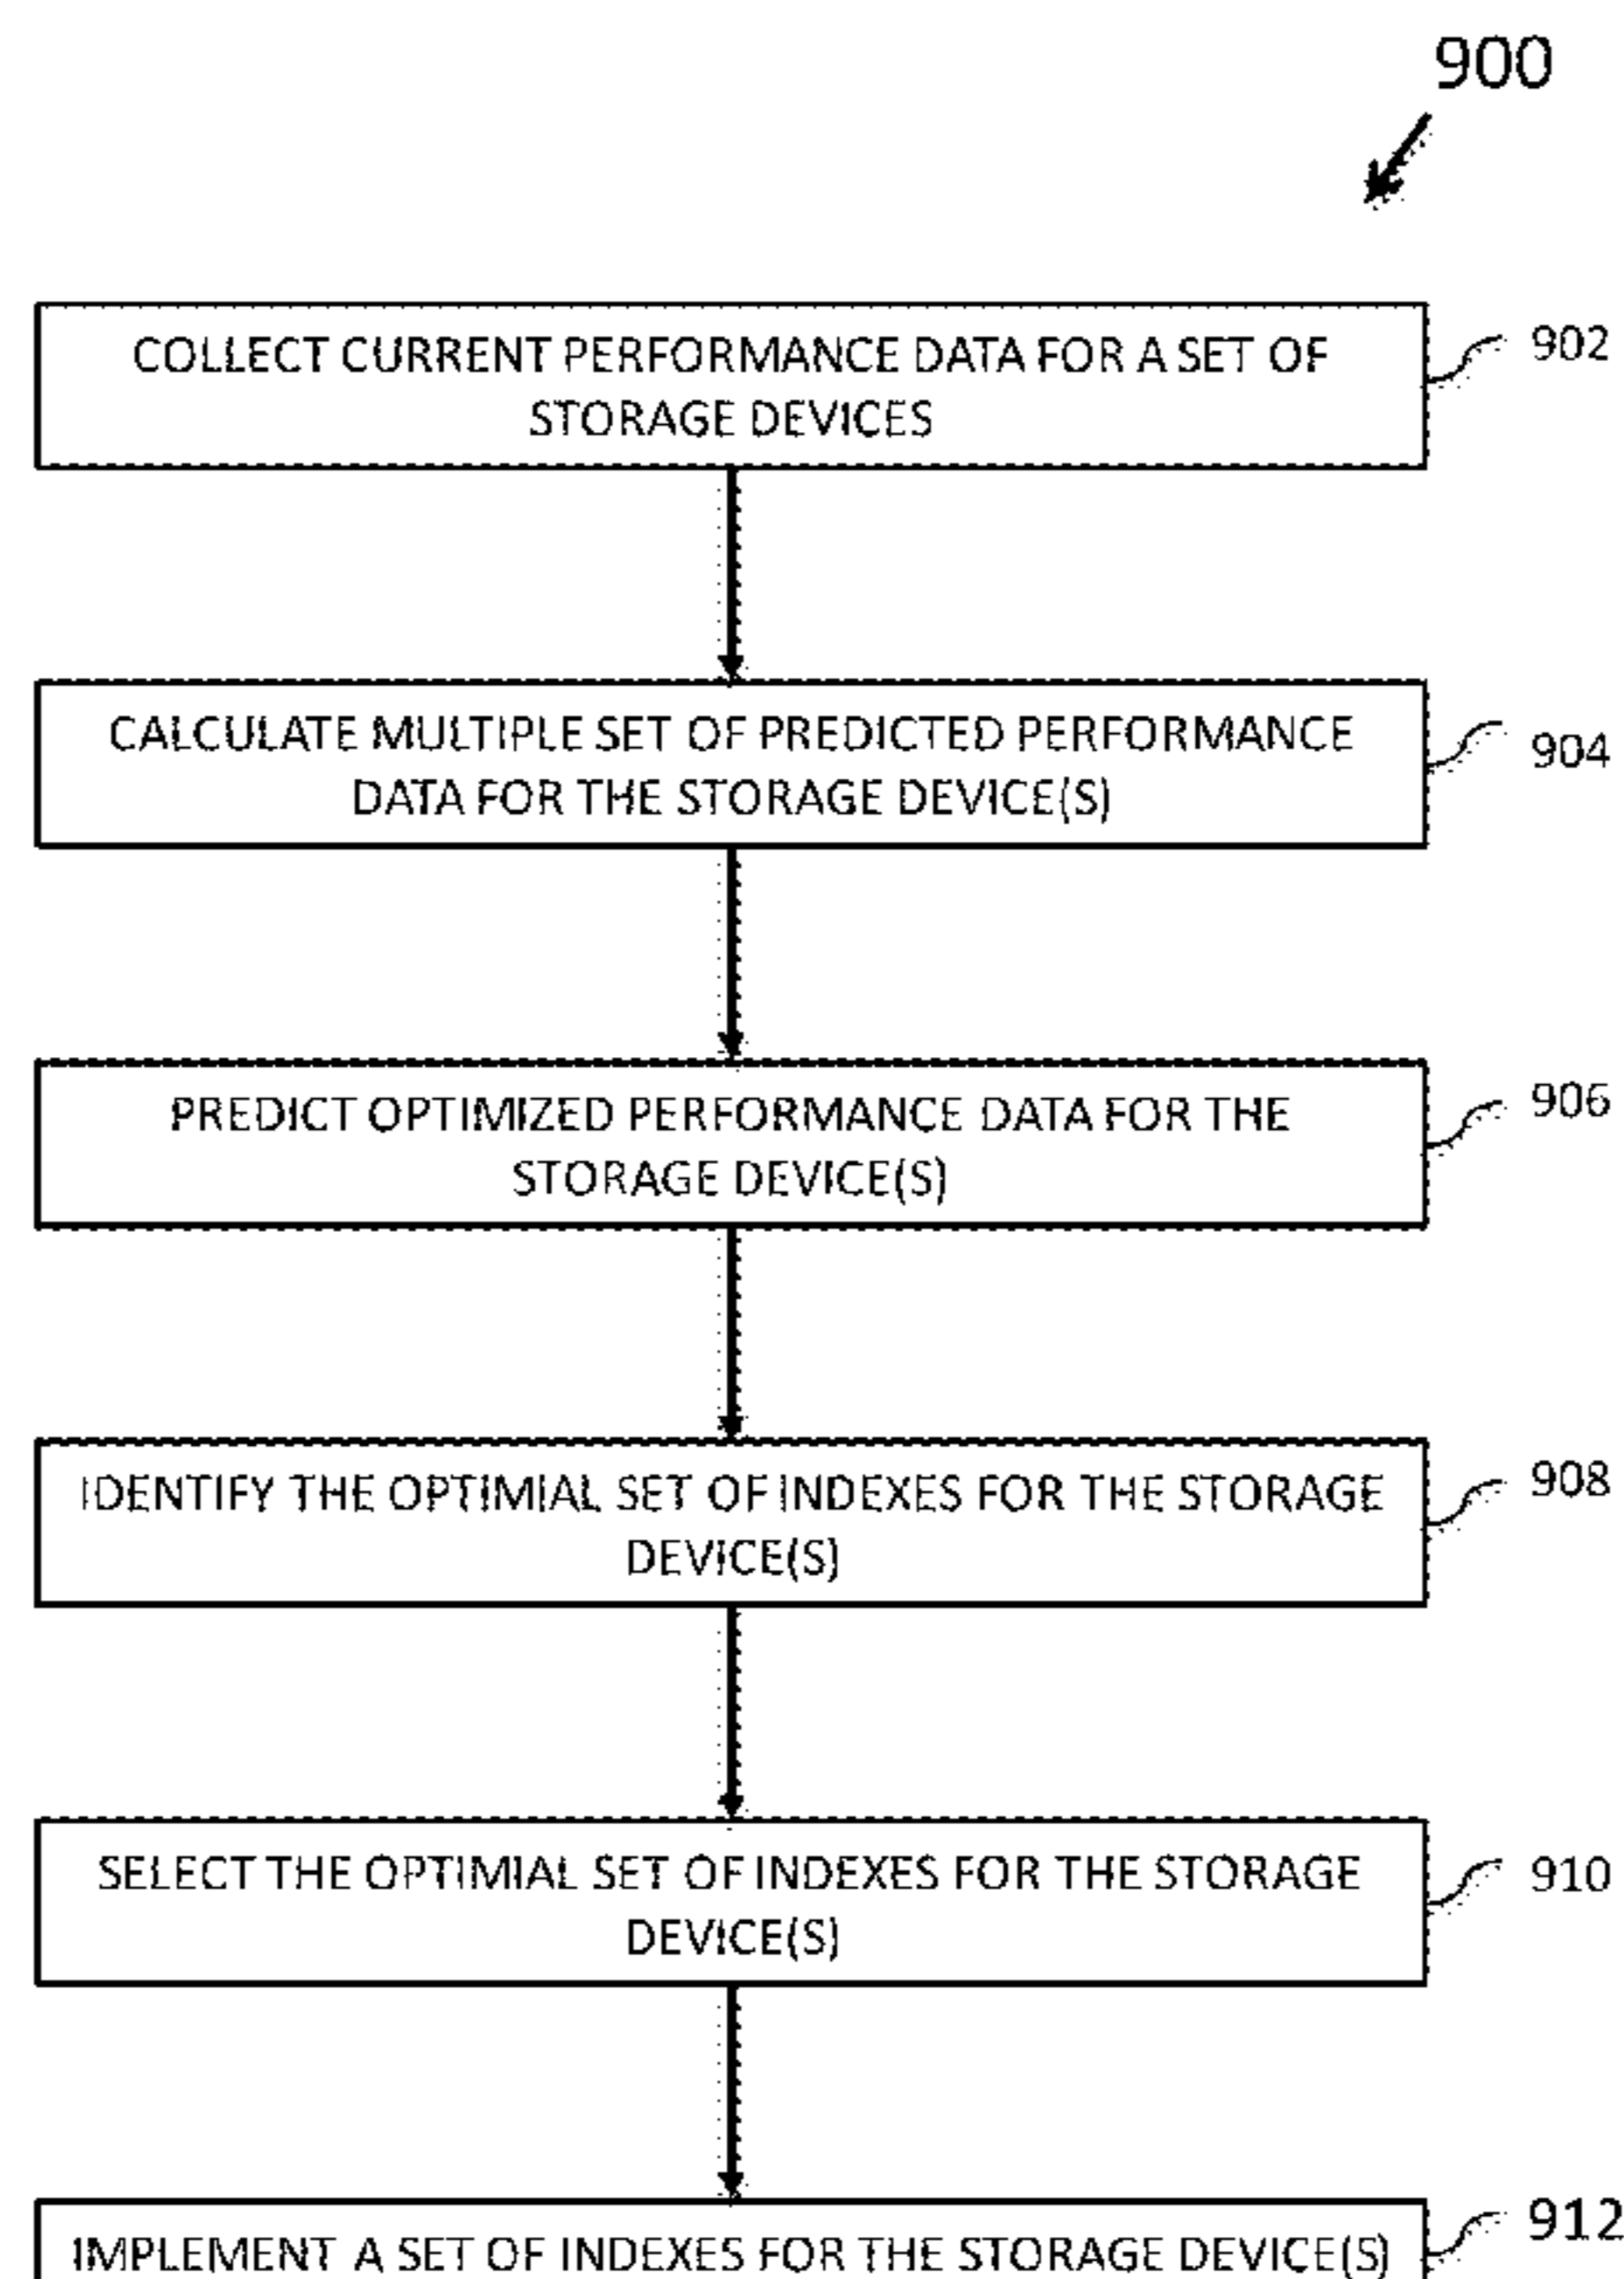 900
COLLECT CURRENT PERFORMANCE DATA FOR A SET OF
STORAGE DEVICES
902
CALCULATE MULTIPLE SET OF PREDICTED PERFORMANCE
DATA FOR THE STORAGE DEVICE(S)
904
PREDICT OPTIMIZED PERFORMANCE DATA FOR THE
STORAGE DEVICE(S)
906
IDENTIFY THE OPTIMIAL SET OF INDEXES FOR THE STORAGE
DEVICE(S)
908
SELECT THE OPTIMIAL SET OF INDEXES FOR THE STORAGE
DEVICE(S)
910
IMPLEMENT A SET OF INDEXES FOR THE STORAGE DEVICE(S)
912